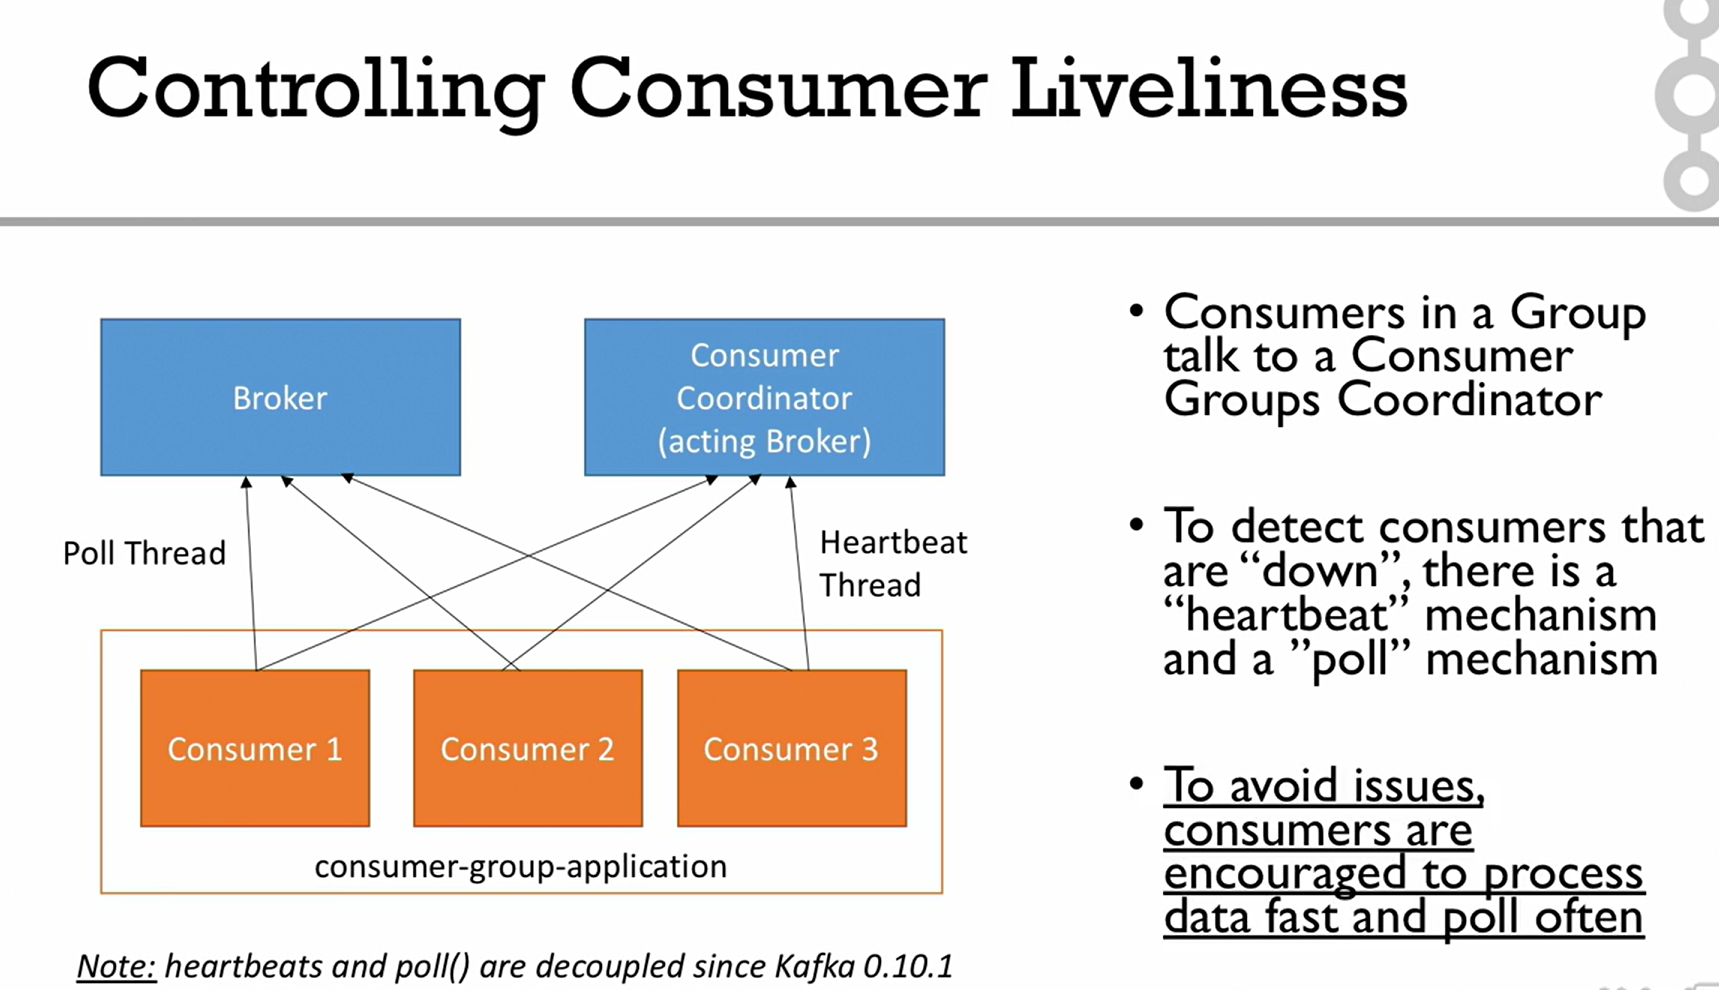 Controlling Consumer Liveliness
Broker
Consumer
Coordinator
(acting Broker)
Poll Thread
Heartbeat
Thread
Consumer 1
Consumer 2
Consumer 3
consumer-group-application
Note: heartbeats and poll() are decoupled since Kafka 0.10.1
• Consumers in a Group
talk to a Consumer
Groups Coordinator
• To detect consumers that
are “down”, there is a
“heartbeat” mechanism
and a ”poll” mechanism
• To avoid issues,
consumers are
encouraged to process
data fast and poll often